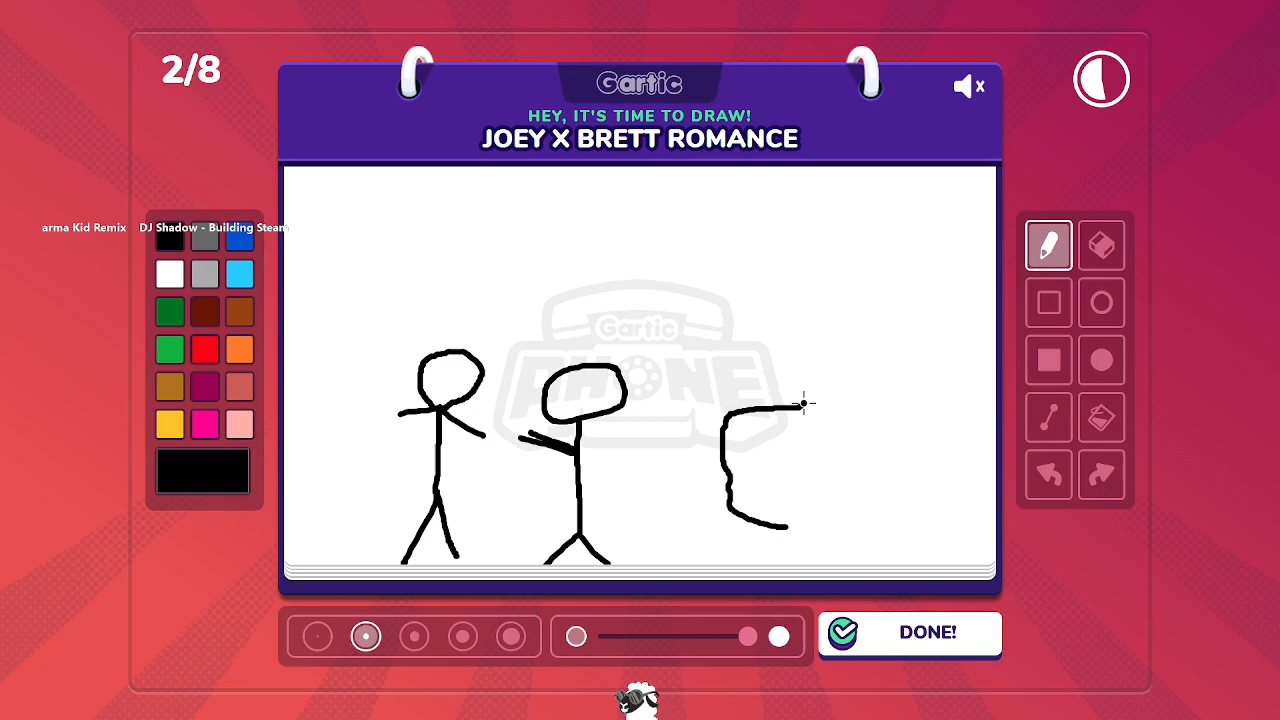 2/8
Gartic
HEY, IT'S TIME TO DRAW!
JOEY X BRETT ROMANCE
arma Kid Remix DJ Shadow - Building Steam
Gartic
PHONE
DONE!